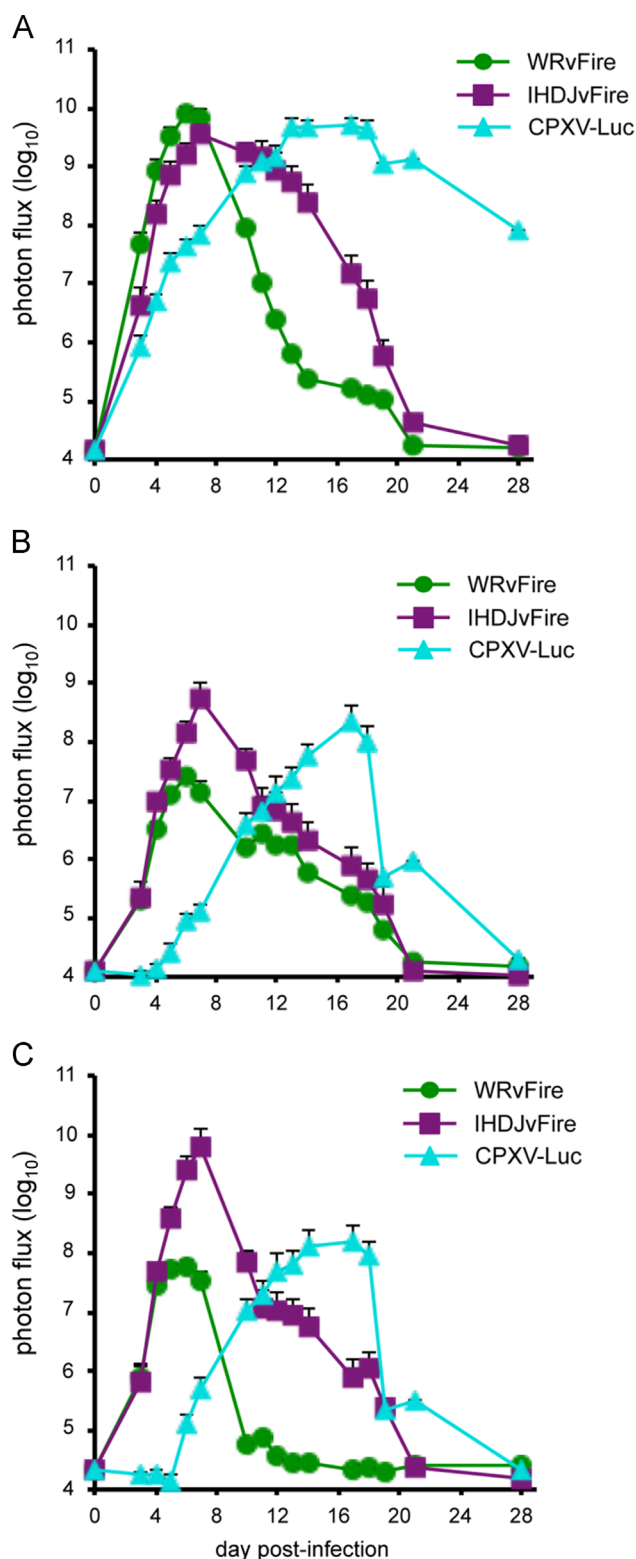 A
11
10
9
8
7
6
5
4
photon flux (log10)
WRvFire
IHDJvFire
CPXV-Luc
0 4 8 12 16 20 24 28
B
11
10
9
8
7
6
5
4
photon flux (log10)
WRvFire
IHDJvFire
CPXV-Luc
0 4 8 12 16 20 24 28
C
11
10
9
8
7
6
5
4
photon flux (log10)
WRvFire
IHDJvFire
CPXV-Luc
0 4 8 12 16 20 24 28
day post-infection